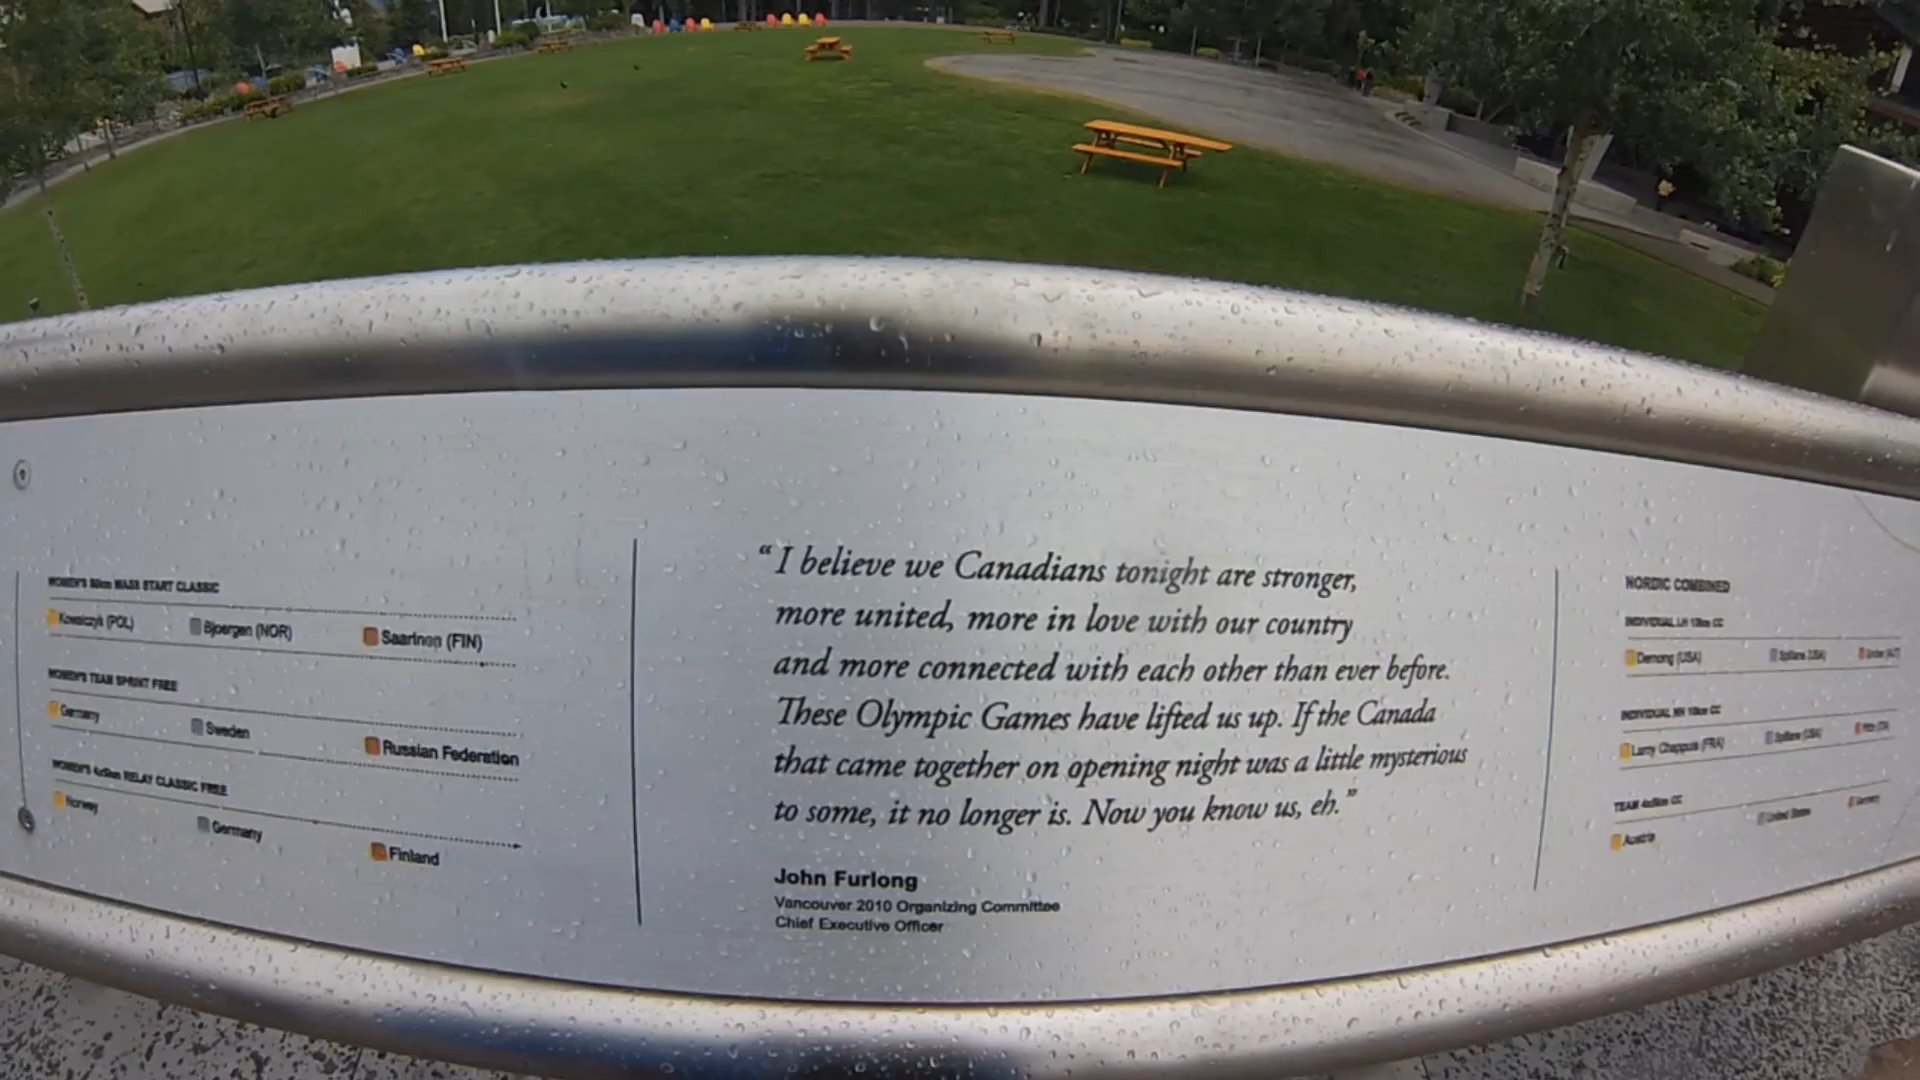 WOMEN'S 30km MASS START CLASSIC
Kowalczyk (POL) Bjoergen (NOR) Saarinen (FIN)
WOMEN'S TEAM SPRINT FREE
Germany Sweden Russian Federation
WOMEN'S 4x5km RELAY CLASSIC FREE
Norway Germany Finland
“I believe we Canadians tonight are stronger,
more united, more in love with our country
and more connected with each other than ever before.
These Olympic Games have lifted us up. If the Canada
that came together on opening night was a little mysterious
to some, it no longer is. Now you know us, eh.”
John Furlong
Vancouver 2010 Organizing Committee
Chief Executive Officer
NORDIC COMBINED
INDIVIDUAL LH 10km CC
Demong (USA) Spillane (USA)
INDIVIDUAL NH 10km CC
Lamy Chappuis (FRA) Spillane (USA)
TEAM 4x5km CC
Austria United States Germany